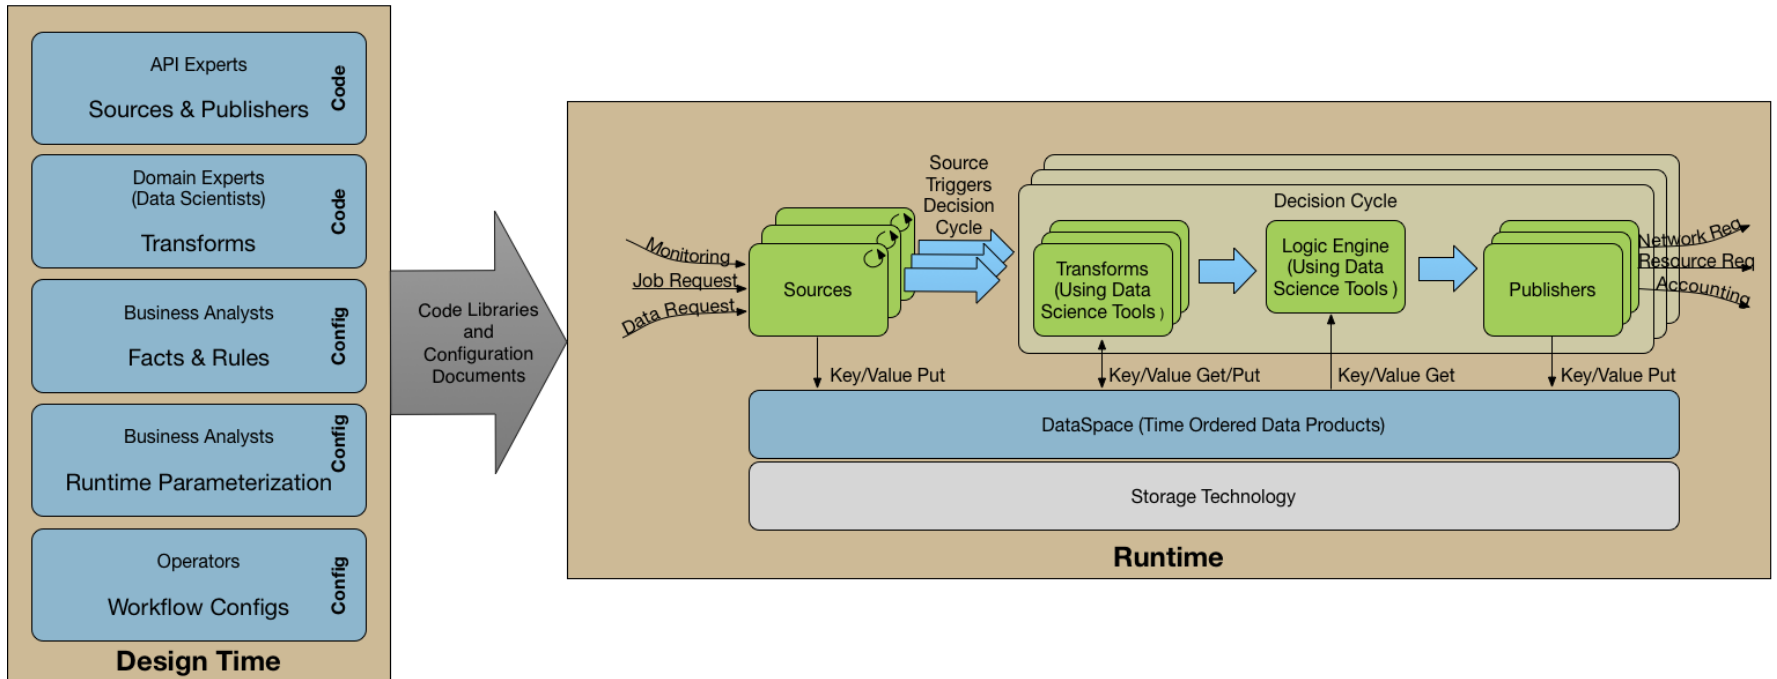 API Experts
Sources & Publishers
Code
Domain Experts
(Data Scientists)
Transforms
Code
Business Analysts
Facts & Rules
Config
Business Analysts
Runtime Parameterization
Config
Operators
Workflow Configs
Config
Design Time
Code Libraries
and
Configuration
Documents
Monitoring
Job Request
Data Request
Sources
Source
Triggers
Decision
Cycle
Decision Cycle
Transforms
(Using Data
Science Tools )
Logic Engine
(Using Data
Science Tools )
Publishers
Network Req
Resource Req
Accounting
Key/Value Put
Key/Value Get/Put
Key/Value Get
Key/Value Put
DataSpace (Time Ordered Data Products)
Storage Technology
Runtime